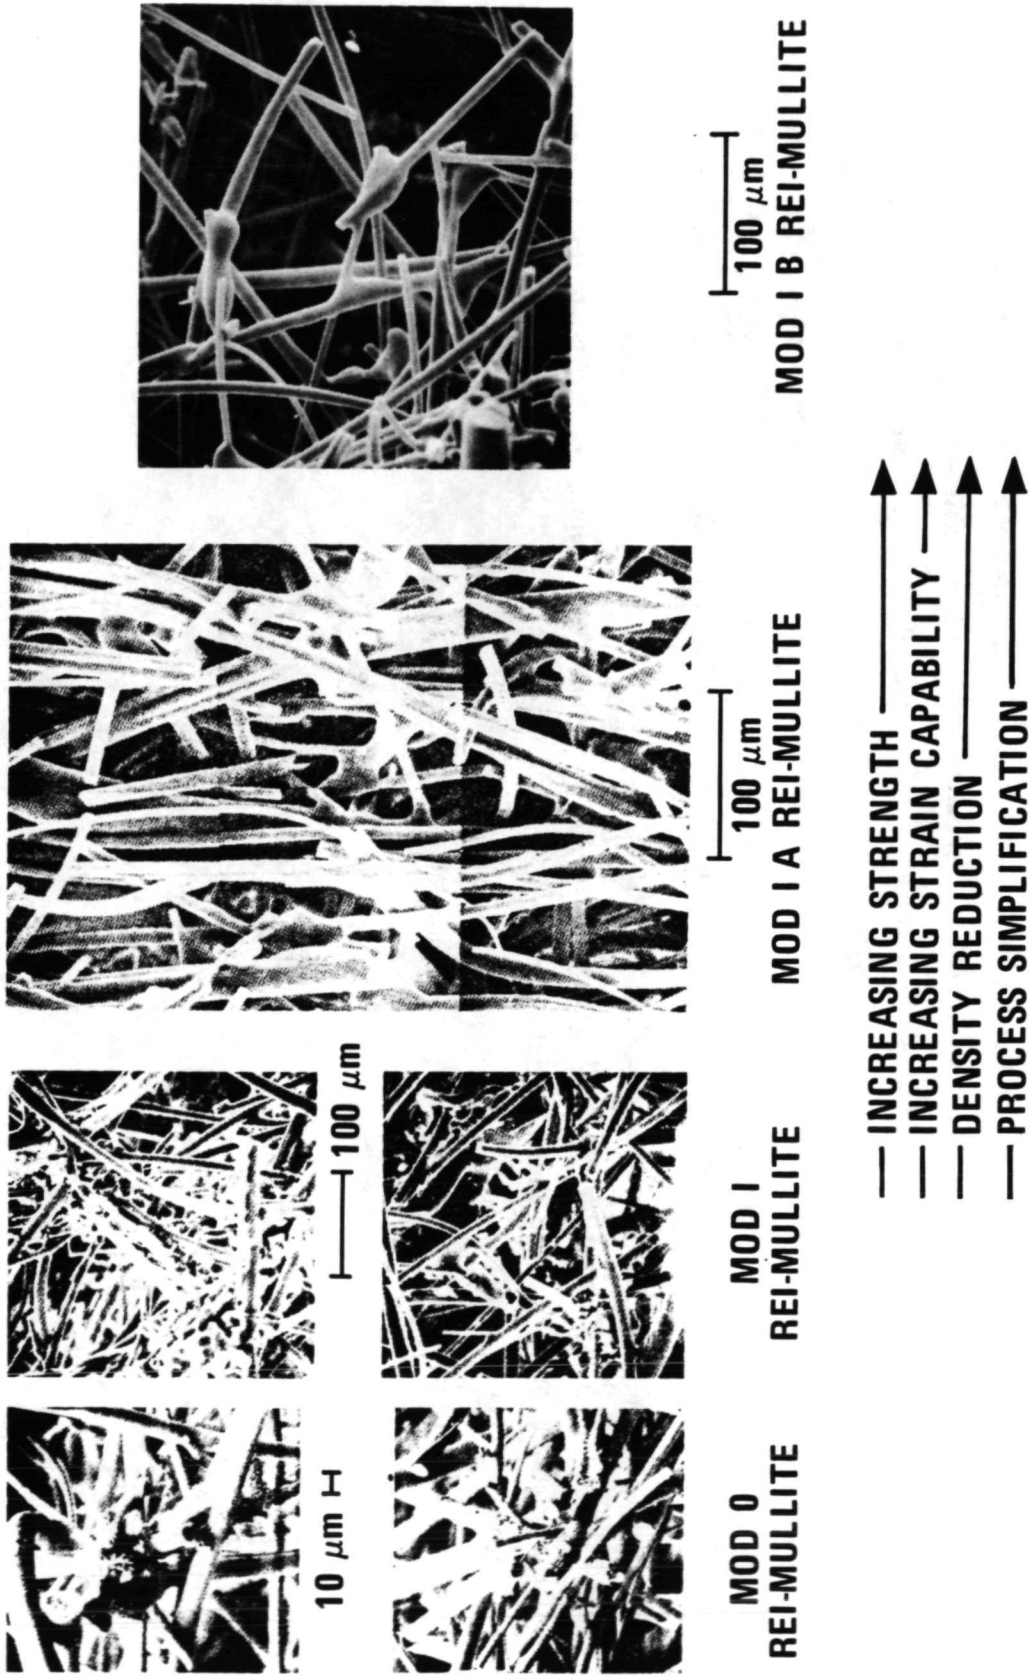 10 μm
100 μm
MOD 0
REI-MULLITE
MOD I
REI-MULLITE
100 μm
MOD I A REI-MULLITE
100 μm
MOD I B REI-MULLITE
INCREASING STRENGTH
INCREASING STRAIN CAPABILITY
DENSITY REDUCTION
PROCESS SIMPLIFICATION